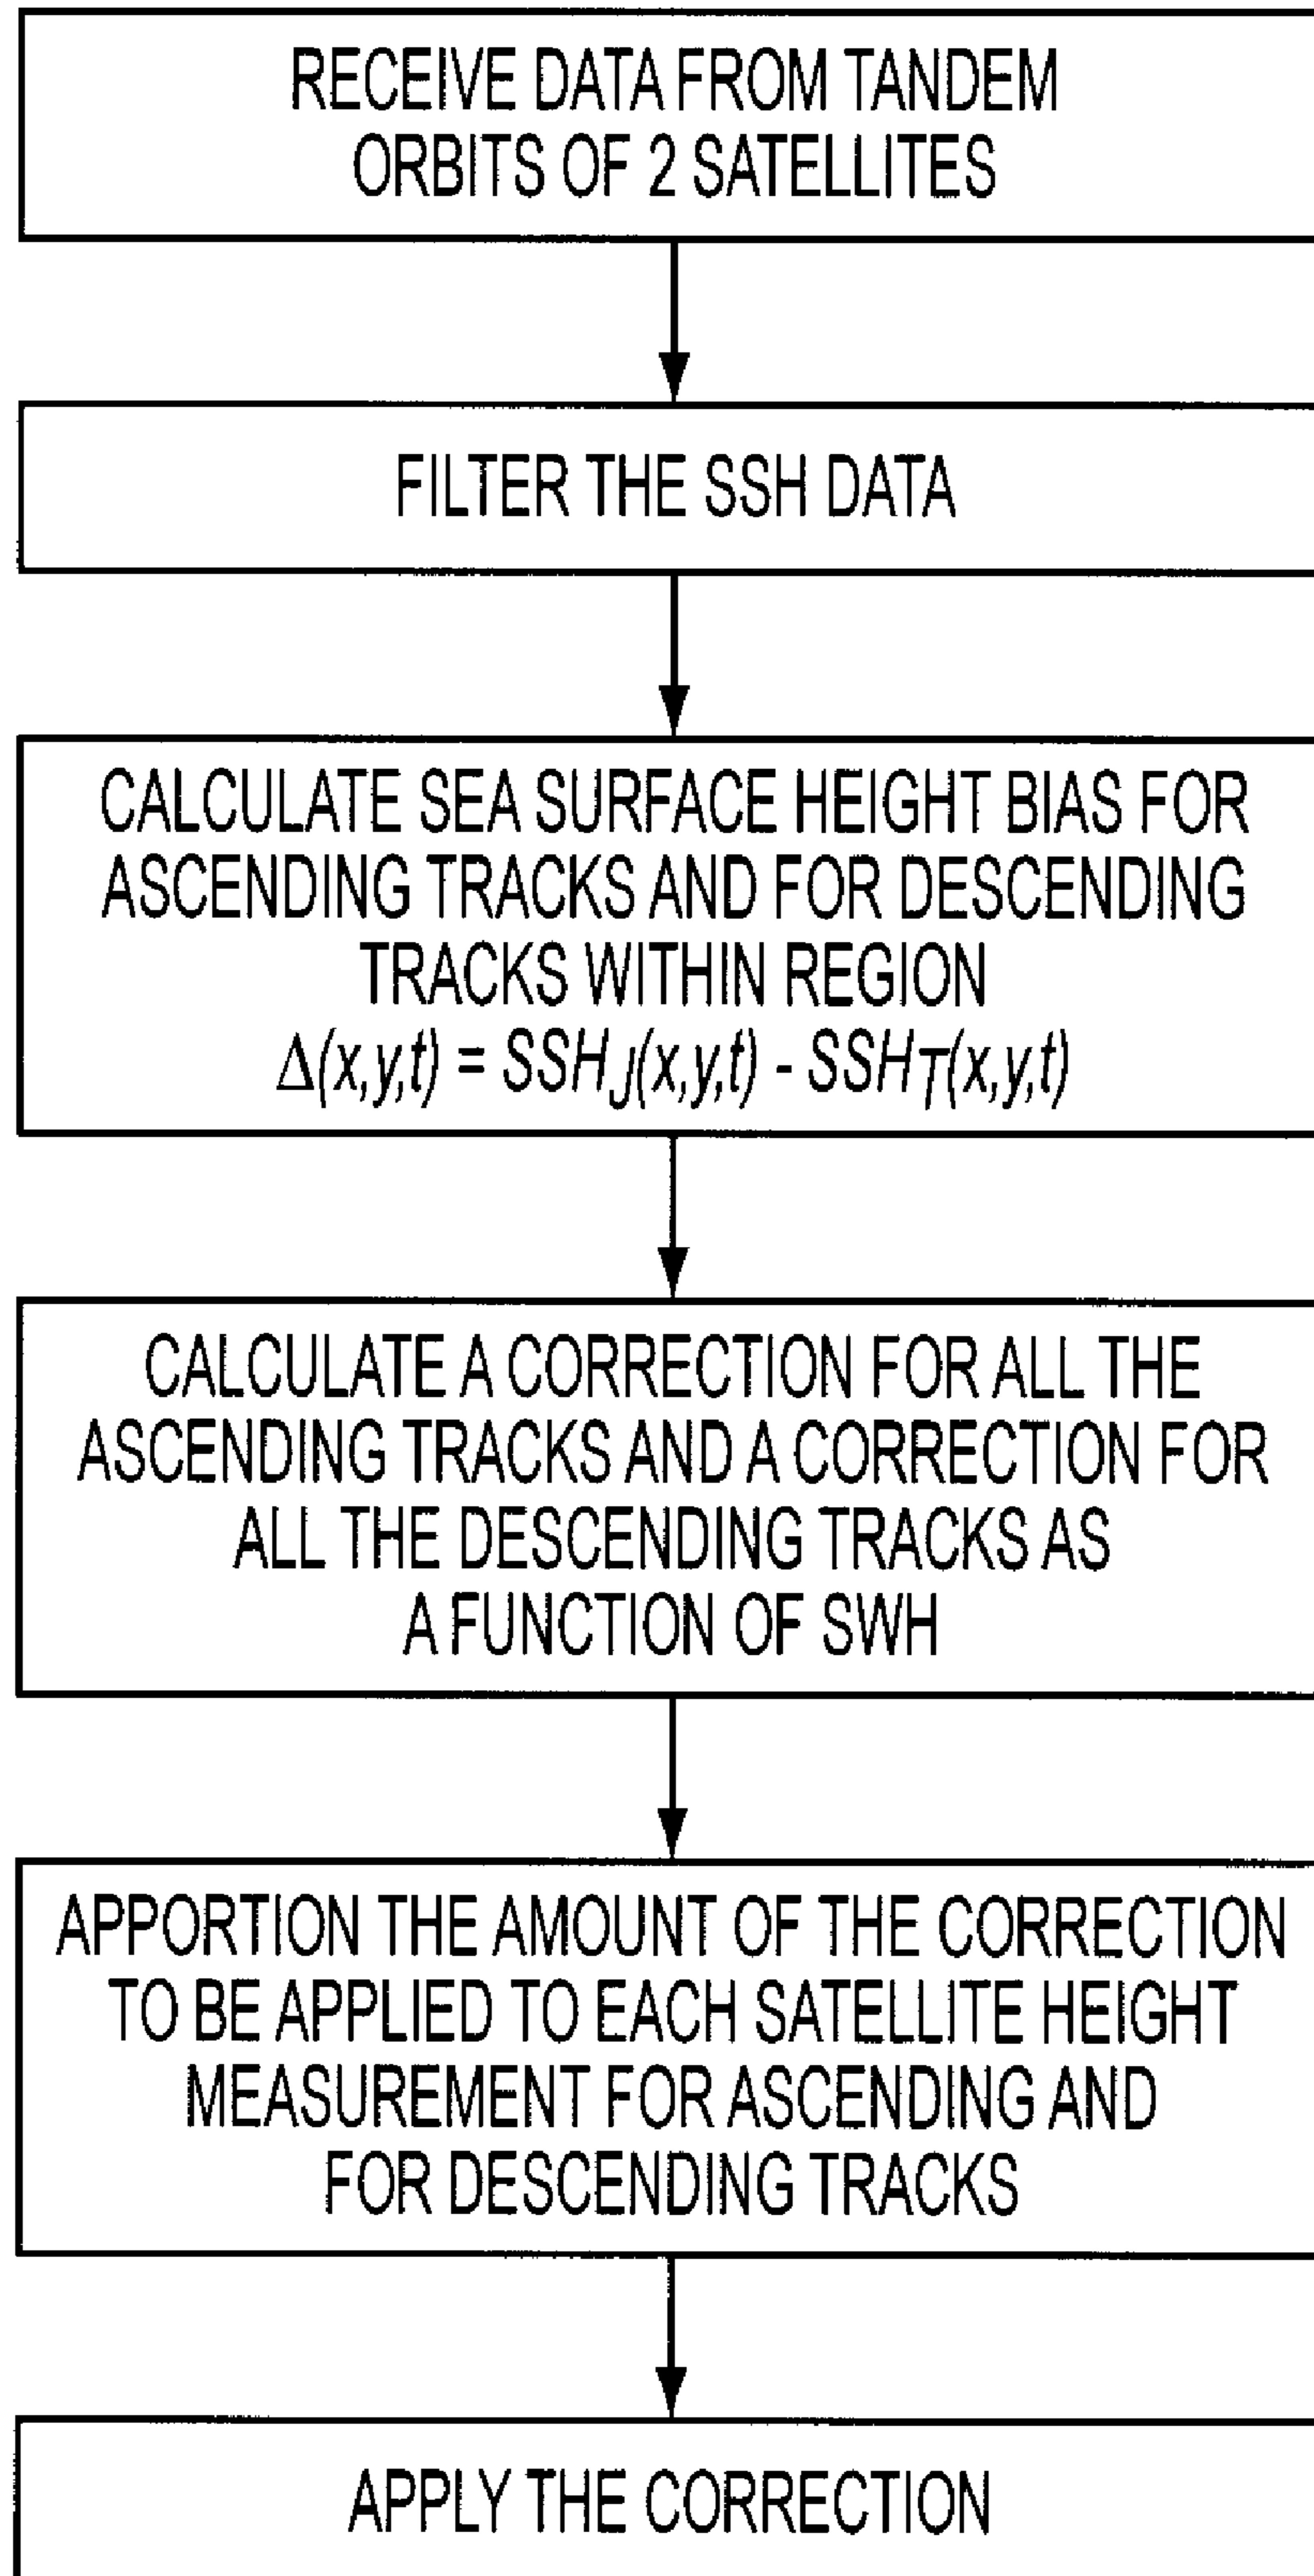 RECEIVE DATA FROM TANDEM
ORBITS OF 2 SATELLITES
FILTER THE SSH DATA
CALCULATE SEA SURFACE HEIGHT BIAS FOR
ASCENDING TRACKS AND FOR DESCENDING
TRACKS WITHIN REGION
Δ(x,y,t) = SSH_J(x,y,t) - SSH_T(x,y,t)
CALCULATE A CORRECTION FOR ALL THE
ASCENDING TRACKS AND A CORRECTION FOR
ALL THE DESCENDING TRACKS AS
A FUNCTION OF SWH
APPORTION THE AMOUNT OF THE CORRECTION
TO BE APPLIED TO EACH SATELLITE HEIGHT
MEASUREMENT FOR ASCENDING AND
FOR DESCENDING TRACKS
APPLY THE CORRECTION